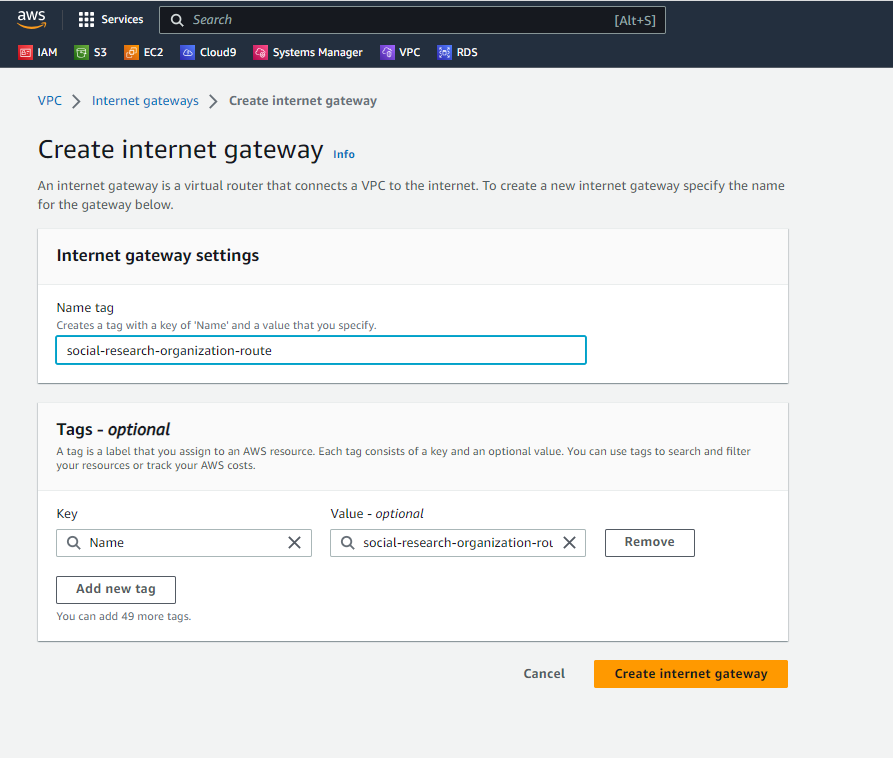 aws
Services
Search [Alt+S]
IAM S3 EC2 Cloud9 Systems Manager VPC RDS
VPC > Internet gateways > Create internet gateway
Create internet gateway Info
An internet gateway is a virtual router that connects a VPC to the internet. To create a new internet gateway specify the name
for the gateway below.
Internet gateway settings
Name tag
Creates a tag with a key of 'Name' and a value that you specify.
social-research-organization-route
Tags - optional
A tag is a label that you assign to an AWS resource. Each tag consists of a key and an optional value. You can use tags to search and filter
your resources or track your AWS costs.
Key Value - optional
Name social-research-organization-rou Remove
Add new tag
You can add 49 more tags.
Cancel Create internet gateway